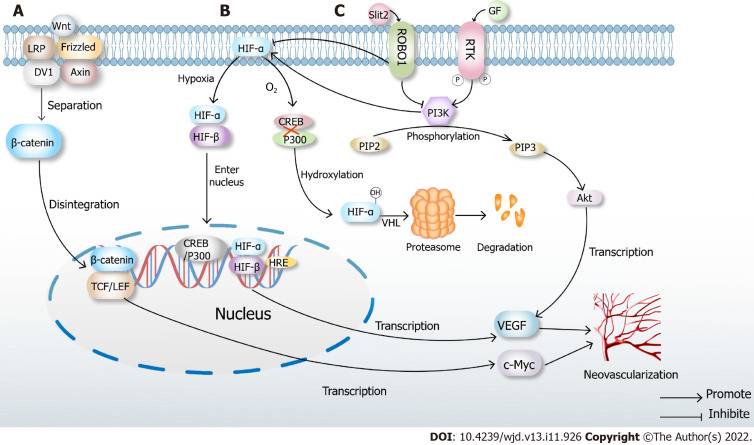 A
B
C
Wnt
LRP
Frizzled
DV1
Axin
Separation
β-catenin
Disintegration
β-catenin
TCF/LEF
HIF-α
Hypoxia
O2
HIF-α
HIF-β
Enter
nucleus
CREB
P300
Hydroxylation
OH
HIF-α
VHL
Proteasome
Degradation
Slit2
ROBO1
GF
RTK
P
P
PI3K
Phosphorylation
PIP2
PIP3
Akt
Transcription
CREB
/P300
HIF-α
HIF-β
HRE
Nucleus
Transcription
Transcription
VEGF
c-Myc
Neovascularization
Promote
Inhibite
DOI: 10.4239/wjd.v13.i11.926 Copyright ©The Author(s) 2022.